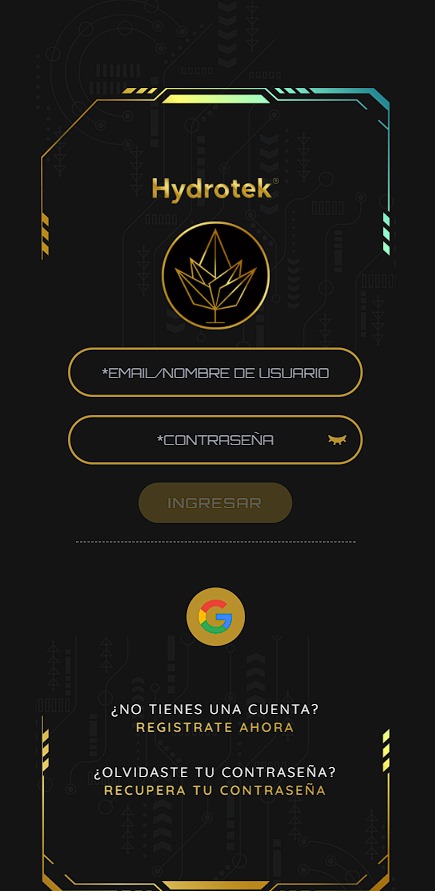 Hydrotek®
*EMAIL/NOMBRE DE USUARIO
*CONTRASEÑA
INGRESAR
¿NO TIENES UNA CUENTA?
REGISTRATE AHORA
¿OLVIDASTE TU CONTRASEÑA?
RECUPERA TU CONTRASEÑA